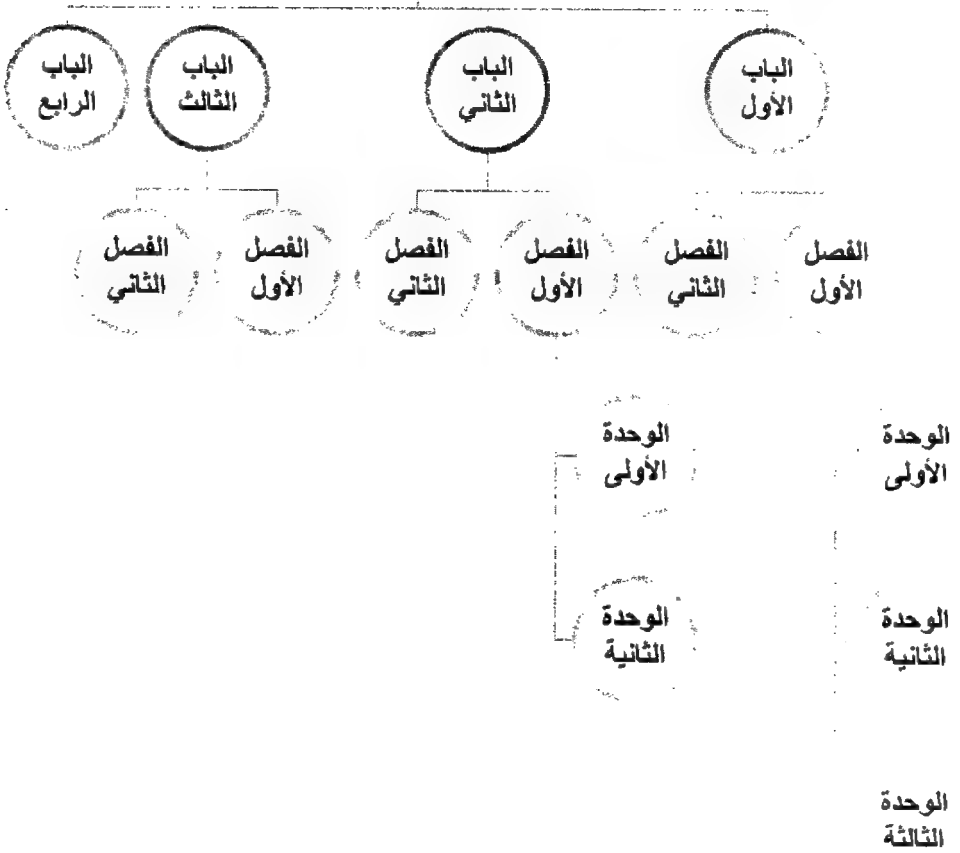 الباب
الأول
الباب
الثاني
الباب
الثالث
الباب
الرابع
الفصل
الأول
الفصل
الثاني
الفصل
الأول
الفصل
الثاني
الفصل
الأول
الفصل
الثاني
الوحدة
الأولى
الوحدة
الأولى
الوحدة
الثانية
الوحدة
الثانية
الوحدة
الثالثة